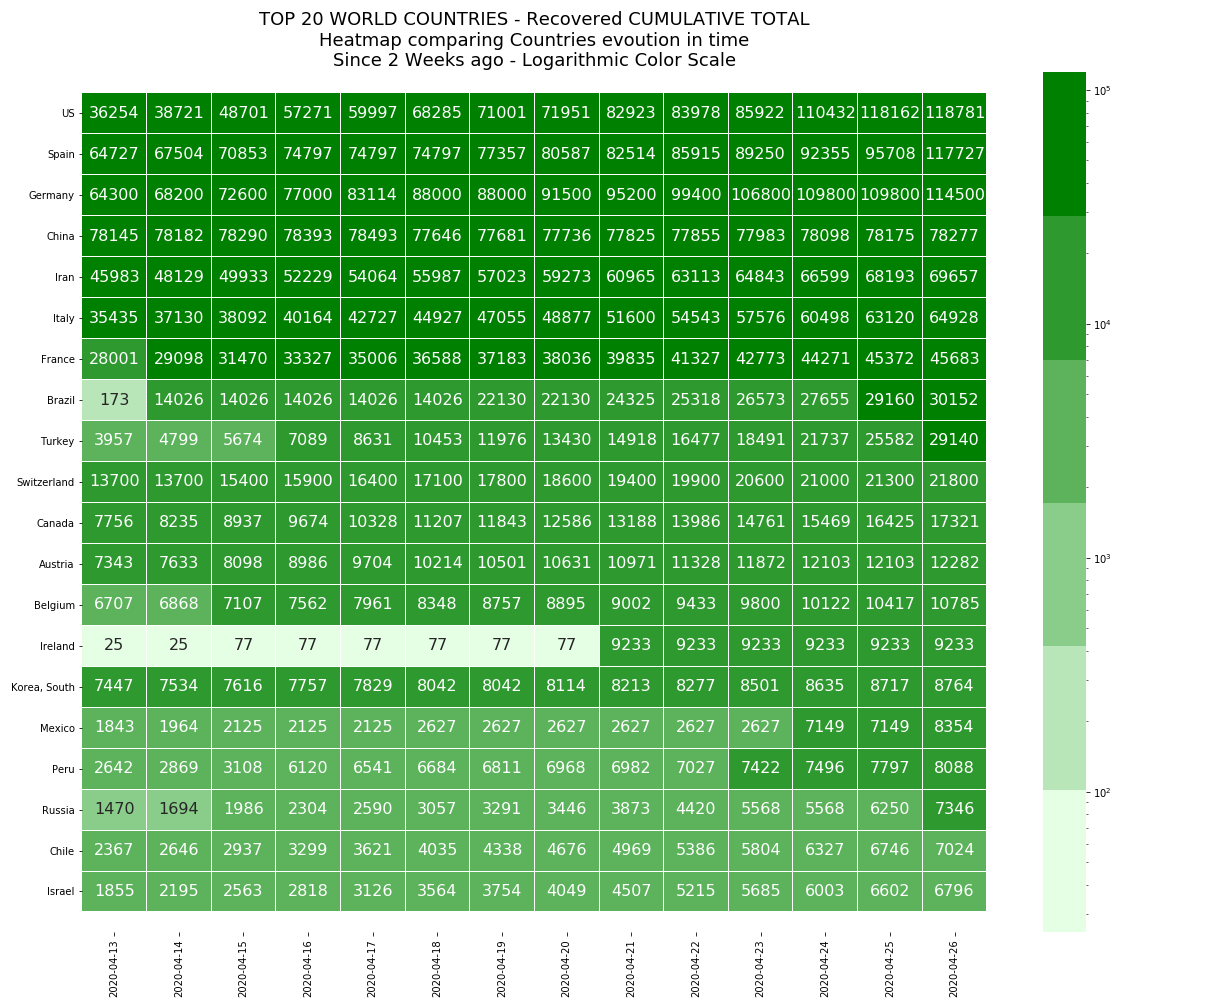 TOP 20 WORLD COUNTRIES - Recovered CUMULATIVE TOTAL
Heatmap comparing Countries evoution in time
Since 2 Weeks ago - Logarithmic Color Scale
US 36254 38721 48701 57271 59997 68285 71001 71951 82923 83978 85922 110432 118162 118781
Spain 64727 67504 70853 74797 74797 74797 77357 80587 82514 85915 89250 92355 95708 117727
Germany 64300 68200 72600 77000 83114 88000 88000 91500 95200 99400 106800 109800 109800 114500
China 78145 78182 78290 78393 78493 77646 77681 77736 77825 77855 77983 78098 78175 78277
Iran 45983 48129 49933 52229 54064 55987 57023 59273 60965 63113 64843 66599 68193 69657
Italy 35435 37130 38092 40164 42727 44927 47055 48877 51600 54543 57576 60498 63120 64928
France 28001 29098 31470 33327 35006 36588 37183 38036 39835 41327 42773 44271 45372 45683
Brazil 173 14026 14026 14026 14026 14026 22130 22130 24325 25318 26573 27655 29160 30152
Turkey 3957 4799 5674 7089 8631 10453 11976 13430 14918 16477 18491 21737 25582 29140
Switzerland 13700 13700 15400 15900 16400 17100 17800 18600 19400 19900 20600 21000 21300 21800
Canada 7756 8235 8937 9674 10328 11207 11843 12586 13188 13986 14761 15469 16425 17321
Austria 7343 7633 8098 8986 9704 10214 10501 10631 10971 11328 11872 12103 12103 12282
Belgium 6707 6868 7107 7562 7961 8348 8757 8895 9002 9433 9800 10122 10417 10785
Ireland 25 25 77 77 77 77 77 77 9233 9233 9233 9233 9233 9233
Korea, South 7447 7534 7616 7757 7829 8042 8042 8114 8213 8277 8501 8635 8717 8764
Mexico 1843 1964 2125 2125 2125 2627 2627 2627 2627 2627 2627 7149 7149 8354
Peru 2642 2869 3108 6120 6541 6684 6811 6968 6982 7027 7422 7496 7797 8088
Russia 1470 1694 1986 2304 2590 3057 3291 3446 3873 4420 5568 5568 6250 7346
Chile 2367 2646 2937 3299 3621 4035 4338 4676 4969 5386 5804 6327 6746 7024
Israel 1855 2195 2563 2818 3126 3564 3754 4049 4507 5215 5685 6003 6602 6796
2020-04-13 2020-04-14 2020-04-15 2020-04-16 2020-04-17 2020-04-18 2020-04-19 2020-04-20 2020-04-21 2020-04-22 2020-04-23 2020-04-24 2020-04-25 2020-04-26
10⁵
10⁴
10³
10²